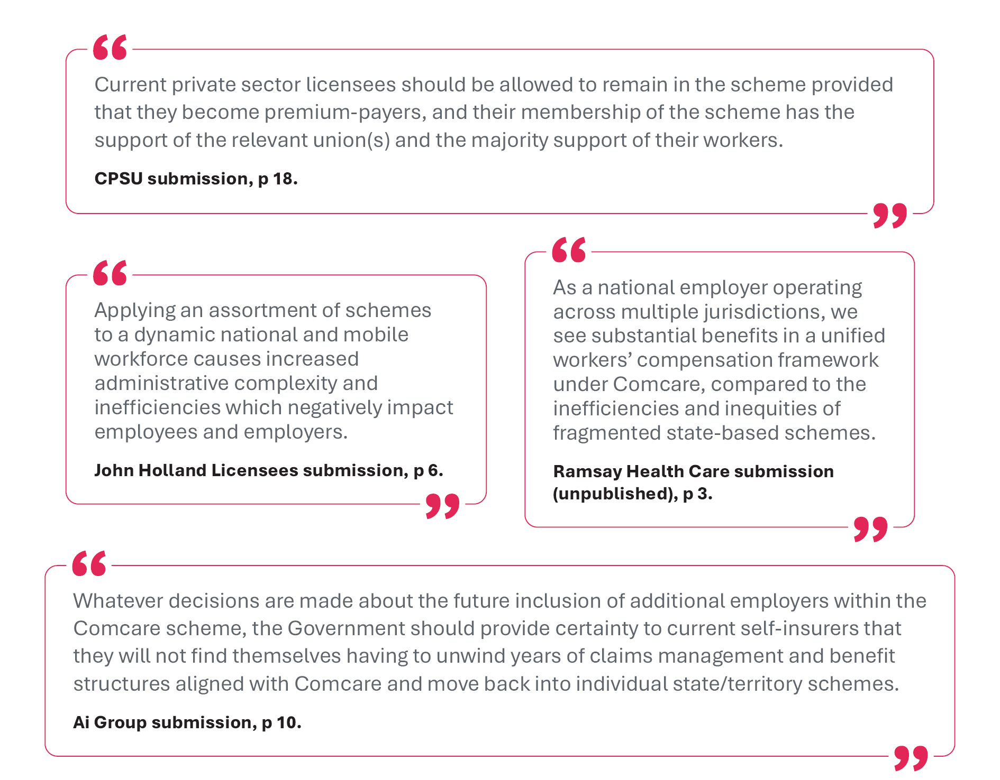 “
Current private sector licensees should be allowed to remain in the scheme provided
that they become premium-payers, and their membership of the scheme has the
support of the relevant union(s) and the majority support of their workers.
CPSU submission, p 18.
”
“
Applying an assortment of schemes
to a dynamic national and mobile
workforce causes increased
administrative complexity and
inefficiencies which negatively impact
employees and employers.
John Holland Licensees submission, p 6.
”
“
As a national employer operating
across multiple jurisdictions, we
see substantial benefits in a unified
workers’ compensation framework
under Comcare, compared to the
inefficiencies and inequities of
fragmented state-based schemes.
Ramsay Health Care submission
(unpublished), p 3.
”
“
Whatever decisions are made about the future inclusion of additional employers within the
Comcare scheme, the Government should provide certainty to current self-insurers that
they will not find themselves having to unwind years of claims management and benefit
structures aligned with Comcare and move back into individual state/territory schemes.
Ai Group submission, p 10.
”